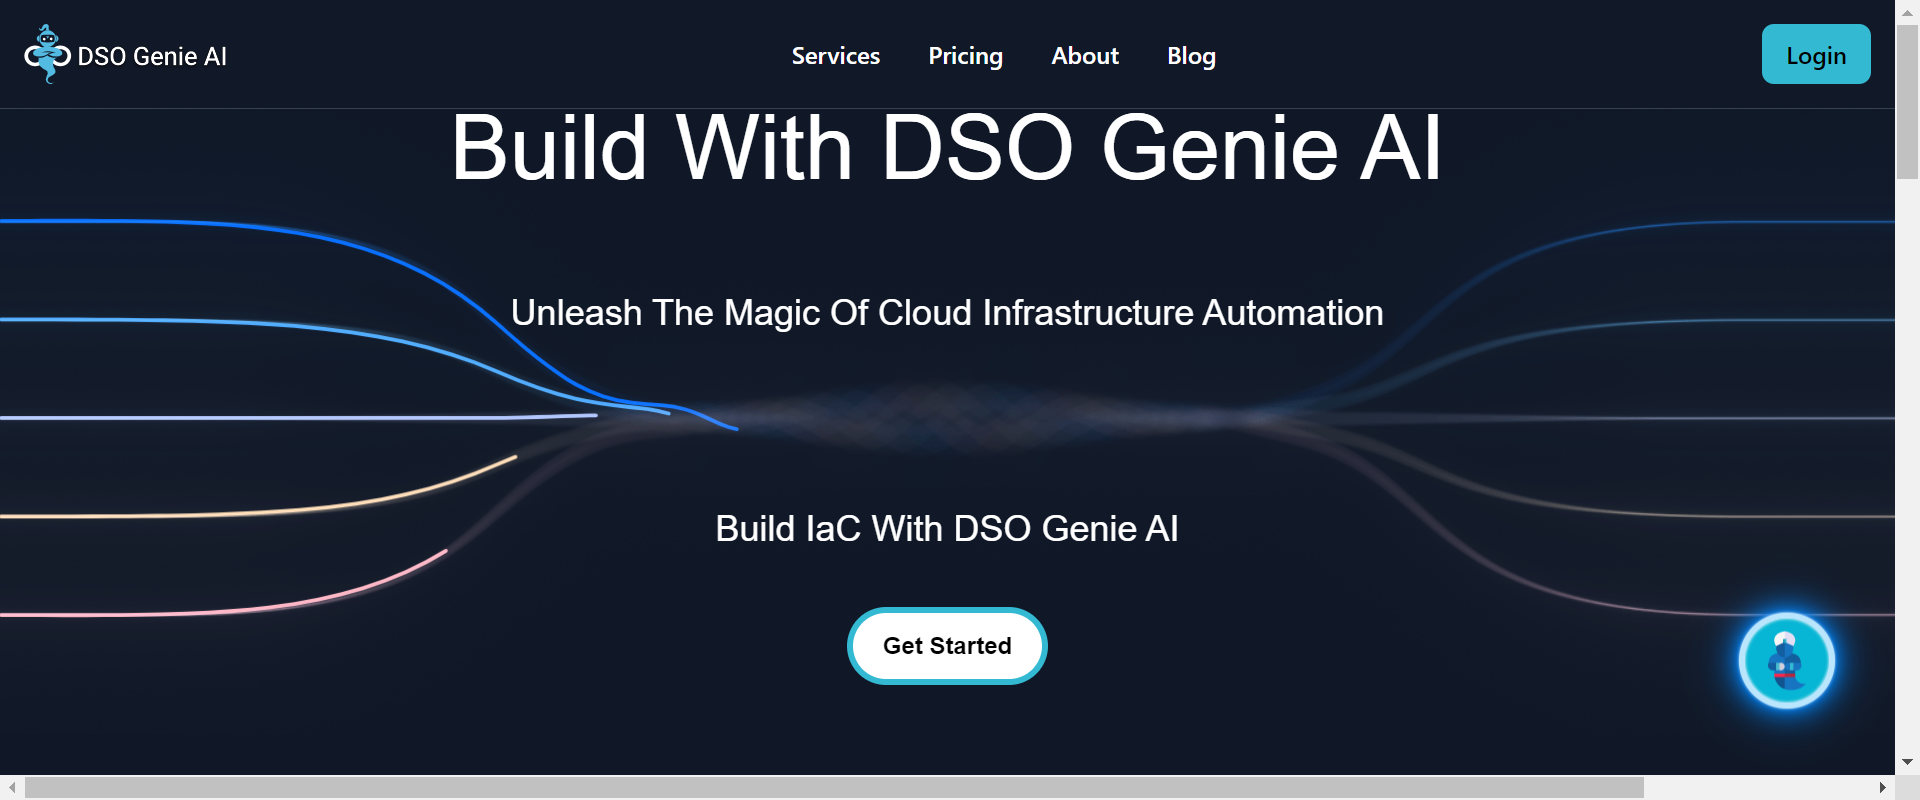 DSO Genie AI
Services
Pricing
About
Blog
Login
Build With DSO Genie AI
Unleash The Magic Of Cloud Infrastructure Automation
Build IaC With DSO Genie AI
Get Started